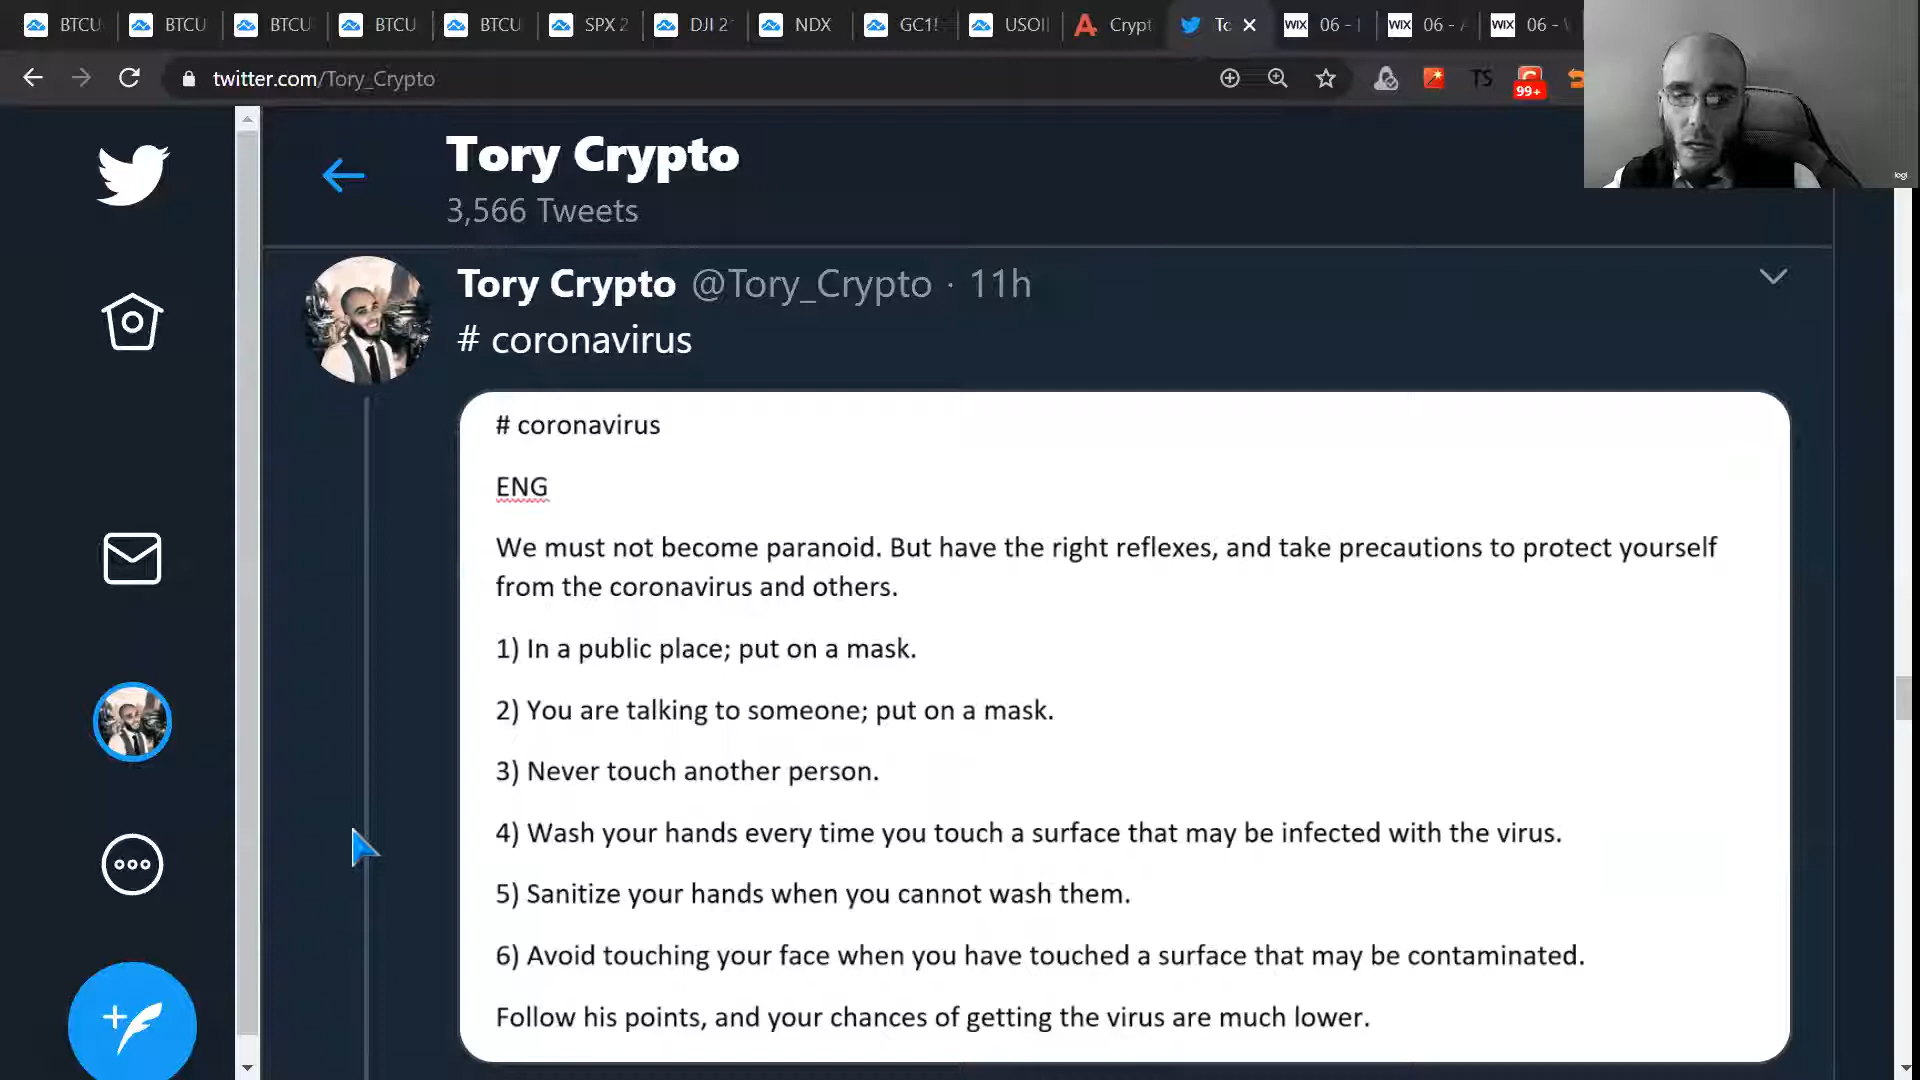 BTCU BTCU BTCU BTCU BTCU SPX 2 DJI 2 NDX GC1! USOI Crypt To WIX 06 - WIX 06 - WIX 06 -
twitter.com/Tory_Crypto
TS
99+
logi
Tory Crypto
3,566 Tweets
Tory Crypto @Tory_Crypto · 11h
# coronavirus
# coronavirus
ENG
We must not become paranoid. But have the right reflexes, and take precautions to protect yourself
from the coronavirus and others.
1) In a public place; put on a mask.
2) You are talking to someone; put on a mask.
3) Never touch another person.
4) Wash your hands every time you touch a surface that may be infected with the virus.
5) Sanitize your hands when you cannot wash them.
6) Avoid touching your face when you have touched a surface that may be contaminated.
Follow his points, and your chances of getting the virus are much lower.